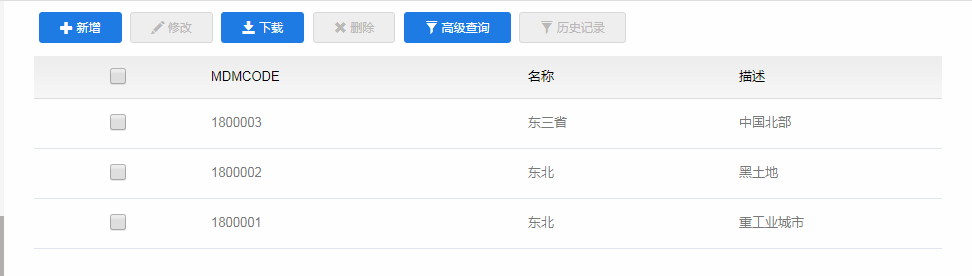 新增 修改 下载 删除 高级查询 历史记录
MDMCODE 名称 描述
1800003 东三省 中国北部
1800002 东北 黑土地
1800001 东北 重工业城市